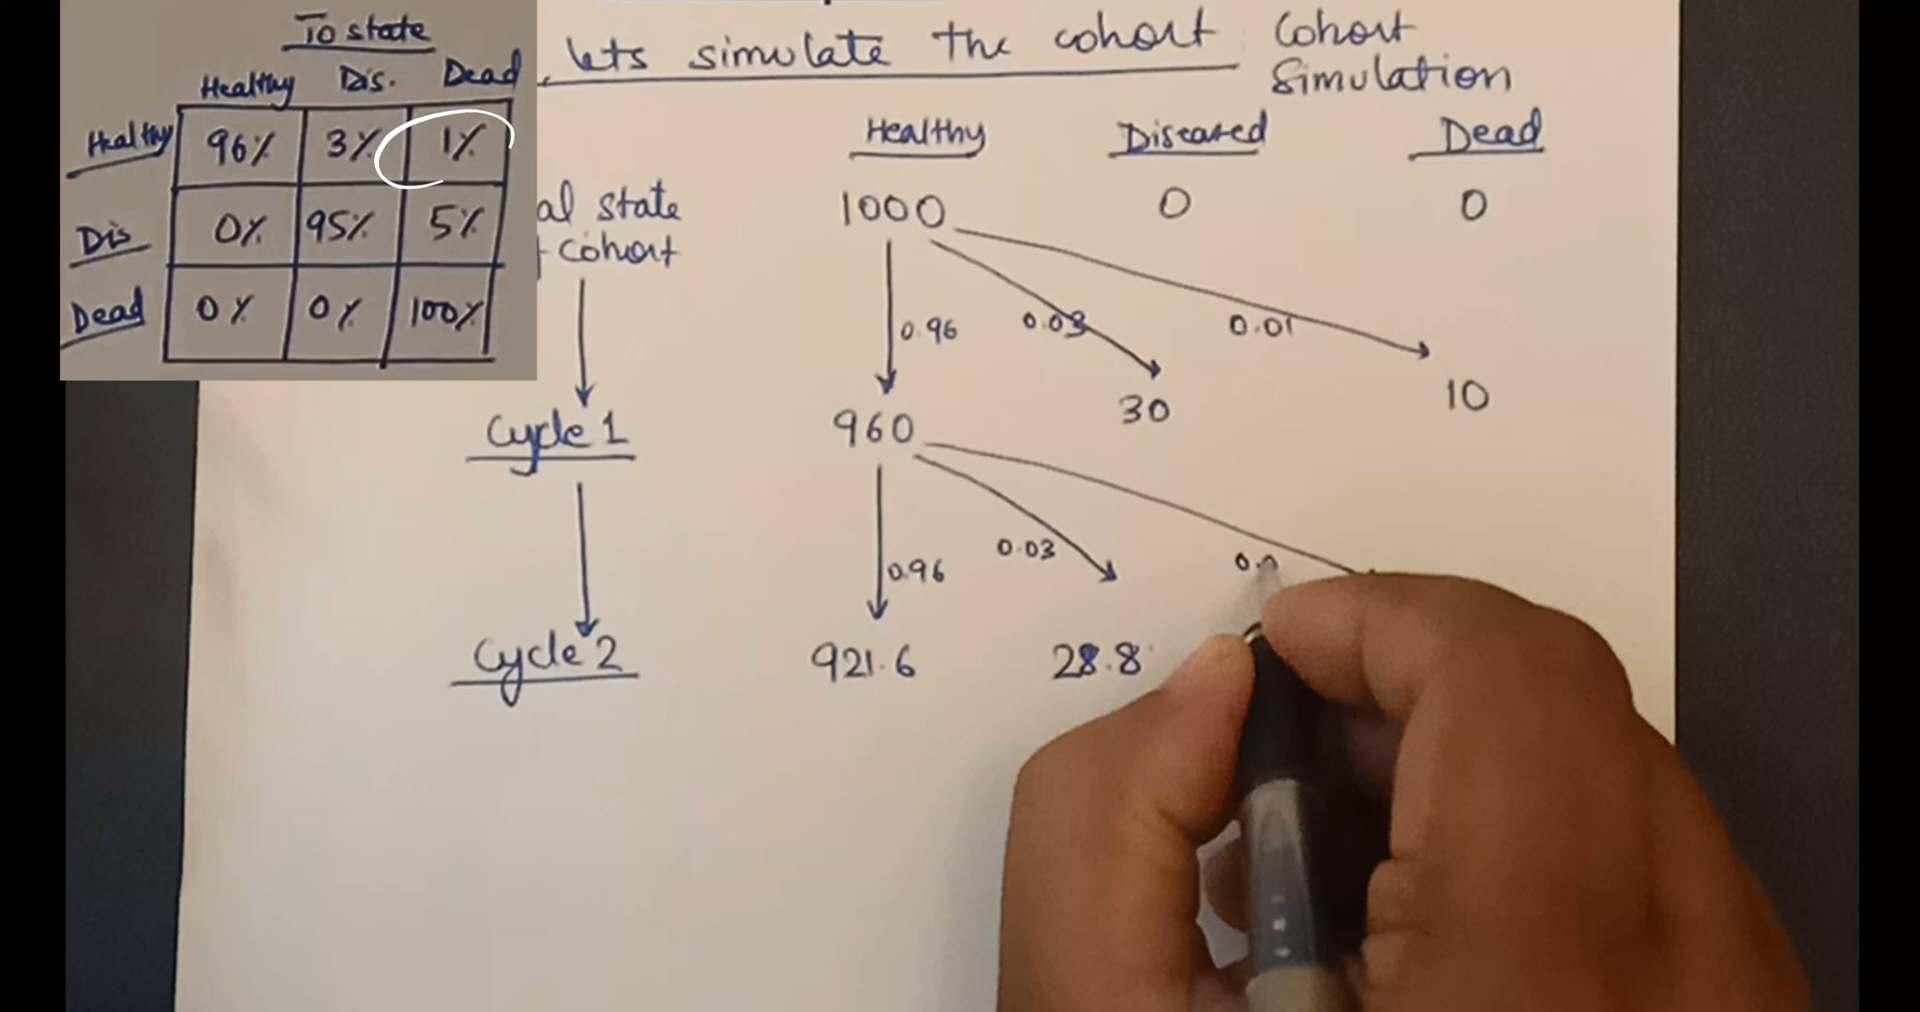 To state
Healthy Dis. Dead
Healthy 96% 3% 1%
Dis 0% 95% 5%
Dead 0% 0% 100%
lets simulate the cohort
Cohort
Simulation
Healthy Diseased Dead
al state 1000 0 0
cohort
0.96 0.03 0.01
Cycle 1 960 30 10
0.96 0.03 0.0
Cycle 2 921.6 28.8